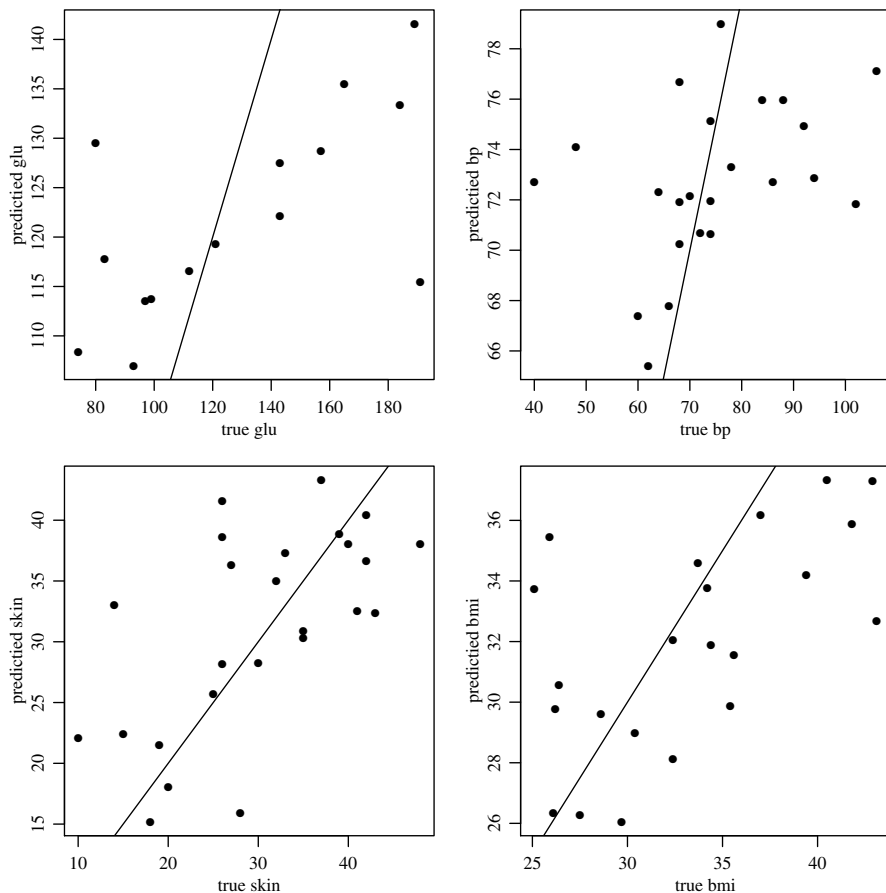 140
135
130
125
120
115
110
predictied glu
80 100 120 140 160 180
true glu
78
76
74
72
70
68
66
predictied bp
40 50 60 70 80 90 100
true bp
40
35
30
25
20
15
predictied skin
10 20 30 40
true skin
36
34
32
30
28
26
predictied bmi
25 30 35 40
true bmi